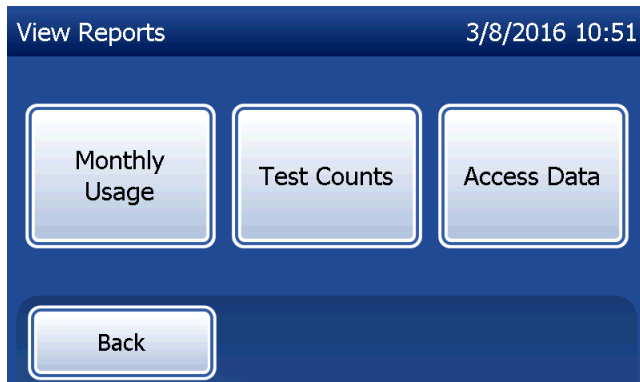 View Reports
3/8/2016 10:51
Monthly
Usage
Test Counts
Access Data
Back